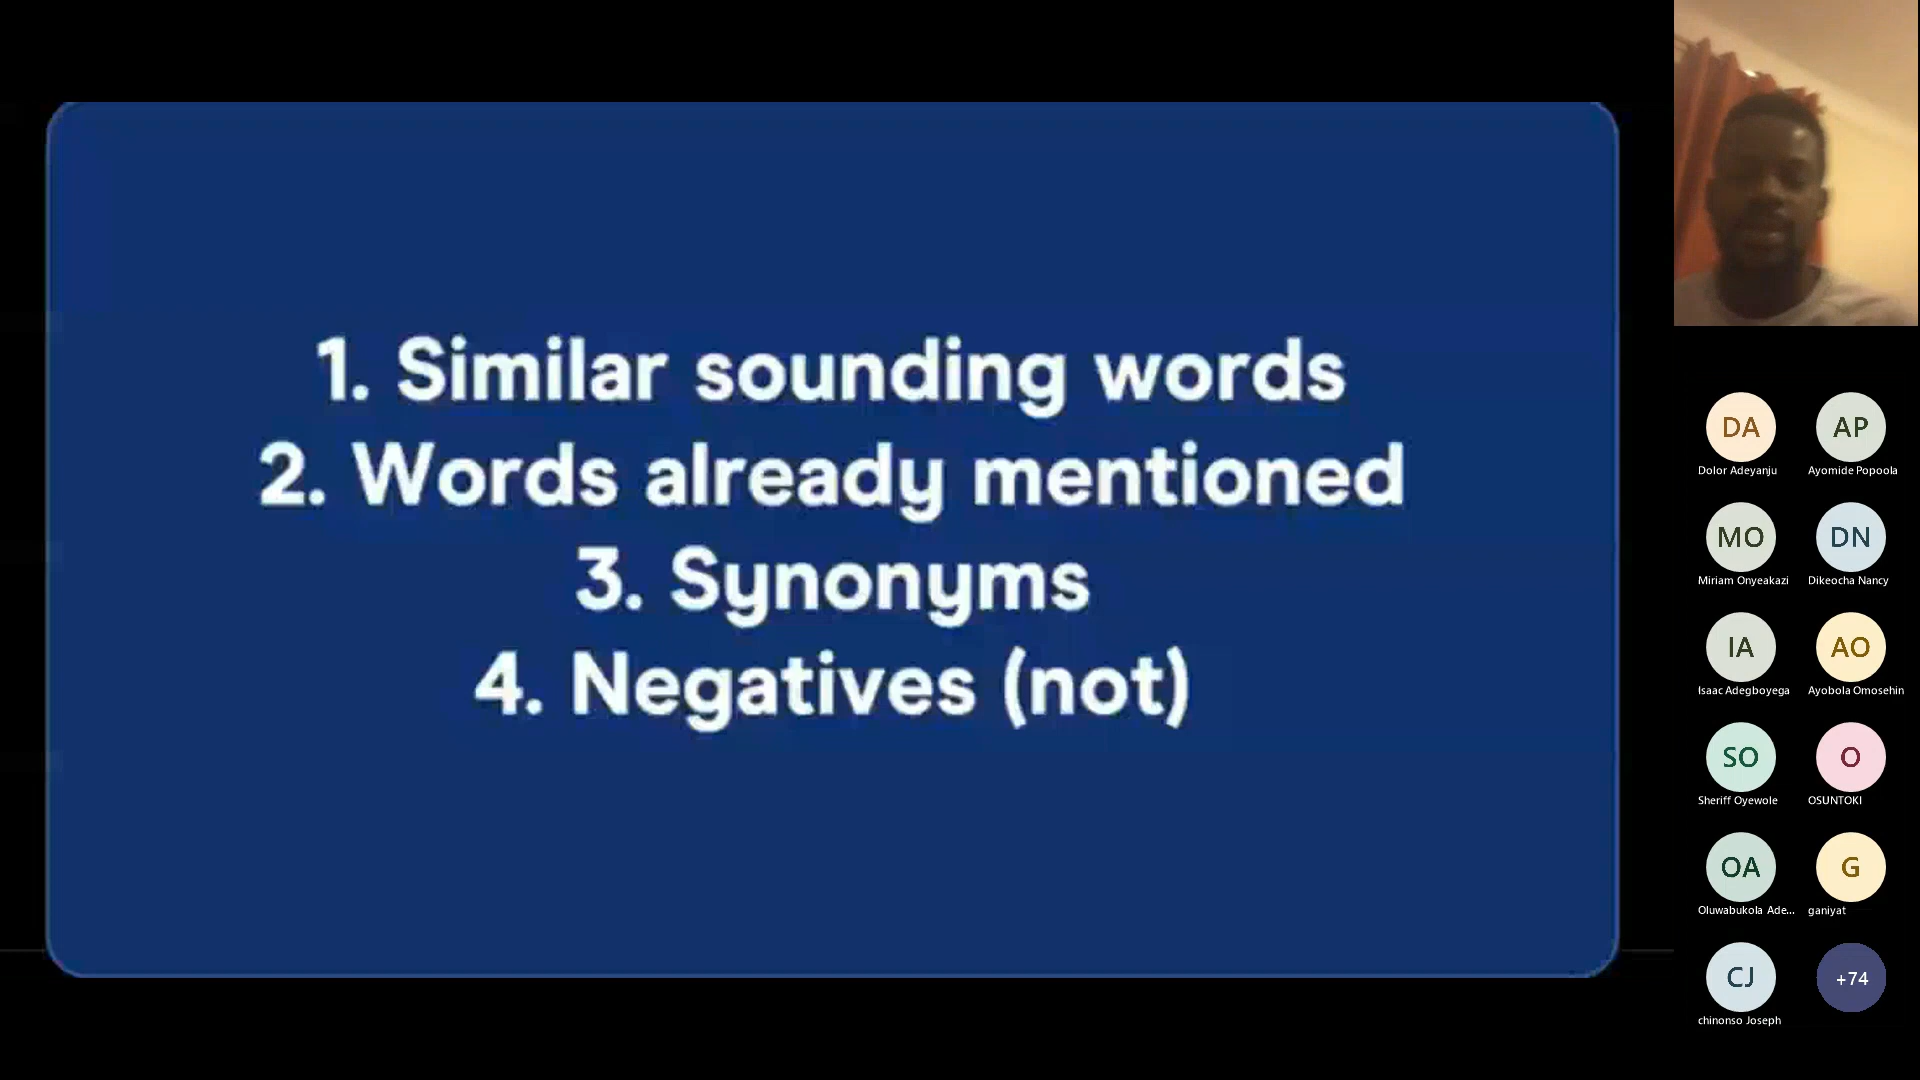 1. Similar sounding words
2. Words already mentioned
3. Synonyms
4. Negatives (not)
DA
AP
Dolor Adeyanju
Ayomide Popoola
MO
DN
Miriam Onyeakazi
Dikeocha Nancy
IA
AO
Isaac Adegboyega
Ayobola Omosehin
SO
O
Sheriff Oyewole
OSUNTOKI
OA
G
Oluwabukola Ade...
ganiyat
CJ
+74
chinonso Joseph